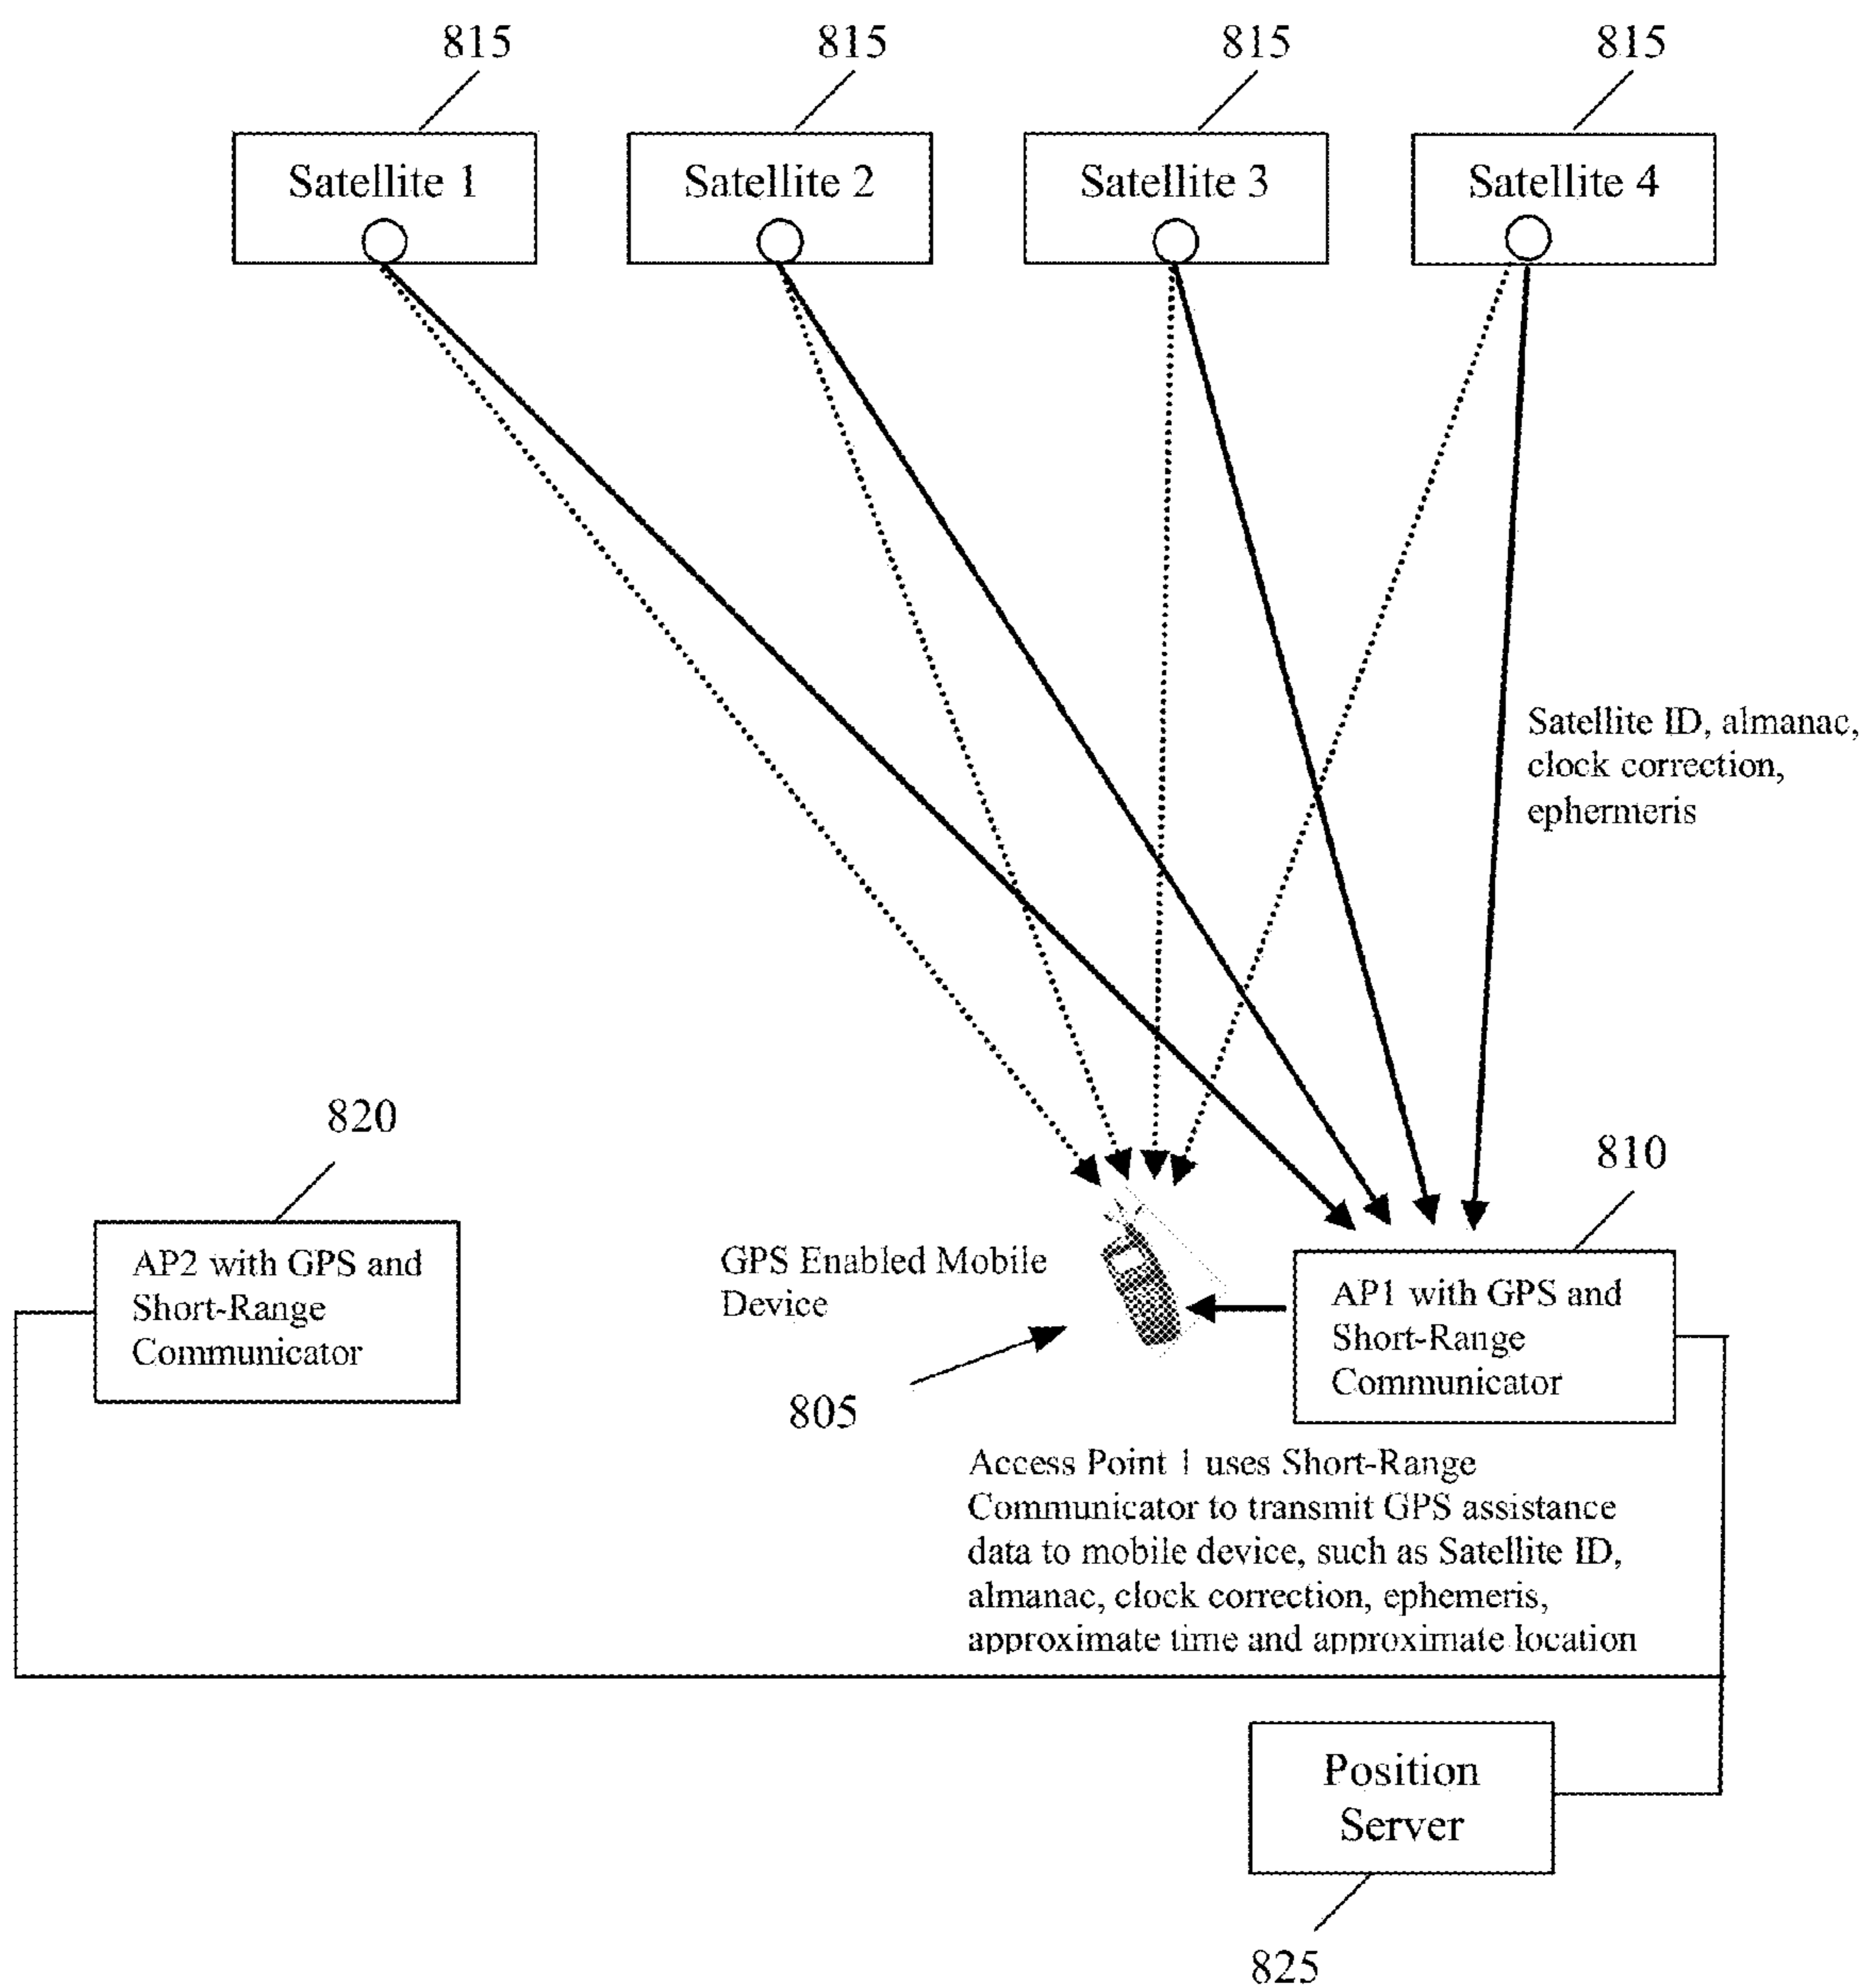 815
815
815
815
Satellite 1
Satellite 2
Satellite 3
Satellite 4
Satellite ID, almanac,
clock correction,
ephermeris
820
810
AP2 with GPS and
Short-Range
Communicator
GPS Enabled Mobile
Device
805
AP1 with GPS and
Short-Range
Communicator
Access Point 1 uses Short-Range
Communicator to transmit GPS assistance
data to mobile device, such as Satellite ID,
almanac, clock correction, ephemeris,
approximate time and approximate location
Position
Server
825